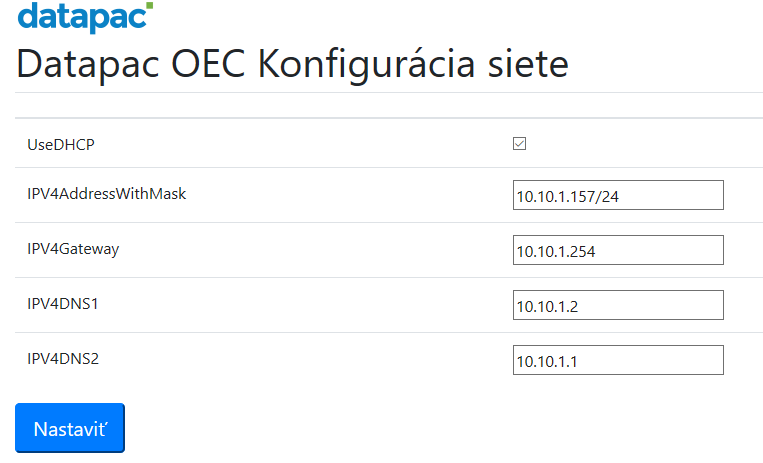 datapac
Datapac OEC Konfigurácia siete
UseDHCP
IPV4AddressWithMask 10.10.1.157/24
IPV4Gateway 10.10.1.254
IPV4DNS1 10.10.1.2
IPV4DNS2 10.10.1.1
Nastaviť